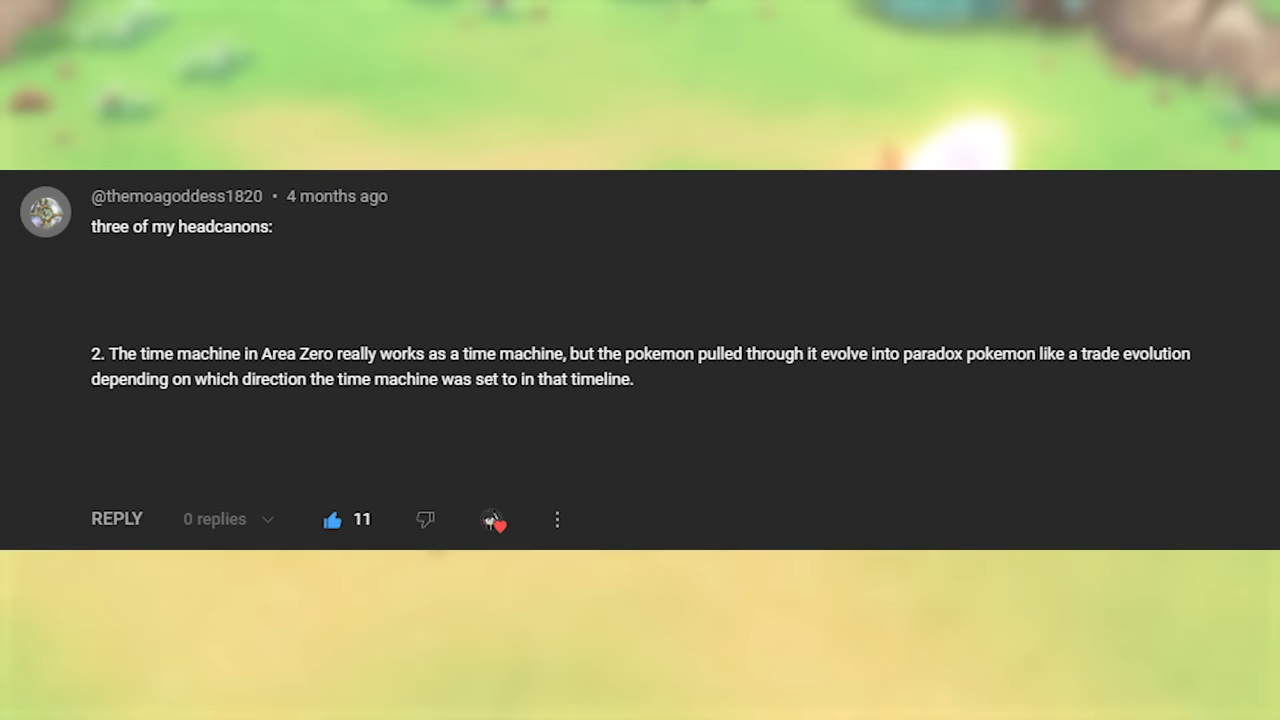 @themoagoddess1820 • 4 months ago
three of my headcanons:
2. The time machine in Area Zero really works as a time machine, but the pokemon pulled through it evolve into paradox pokemon like a trade evolution
depending on which direction the time machine was set to in that timeline.
REPLY 0 replies 11